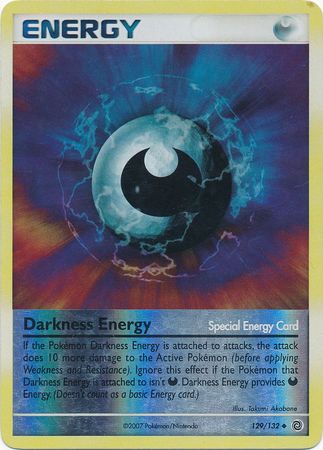 ENERGY
Darkness Energy
Special Energy Card
If the Pokémon Darkness Energy is attached to attacks, the attack
does 10 more damage to the Active Pokémon (before applying
Weakness and Resistance). Ignore this effect if the Pokémon that
Darkness Energy is attached to isn't . Darkness Energy provides
Energy. (Doesn't count as a basic Energy card.)
Illus. Takumi Akabane
©2007 Pokémon/Nintendo
129/132